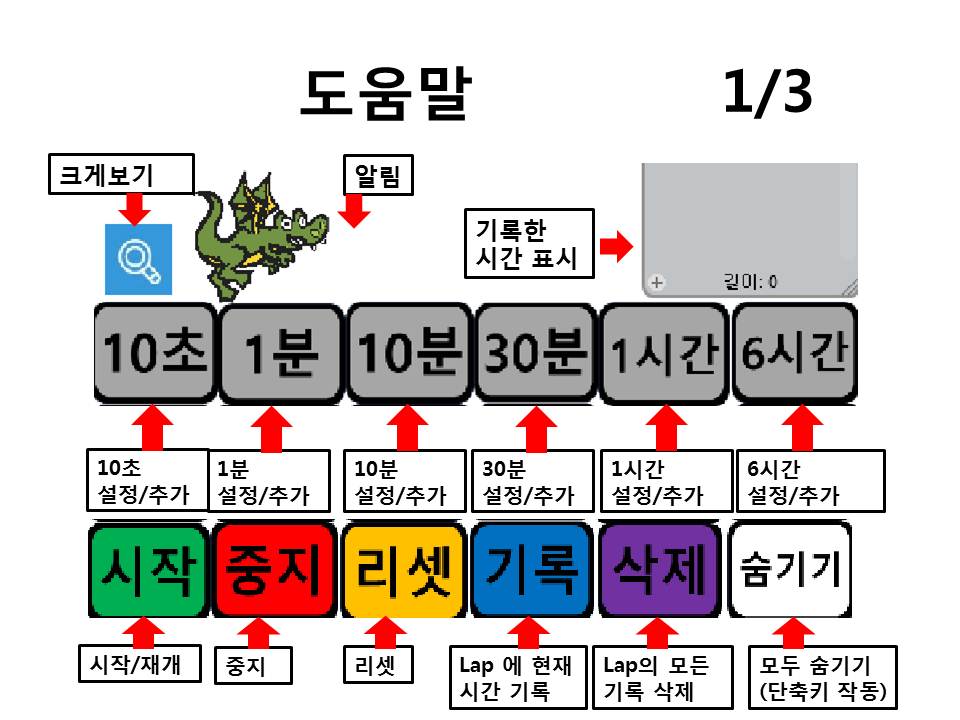 도움말
1/3
크게보기
알림
기록한
시간 표시
길이: 0
10초
1분
10분
30분
1시간
6시간
10초
설정/추가
1분
설정/추가
10분
설정/추가
30분
설정/추가
1시간
설정/추가
6시간
설정/추가
시작
중지
리셋
기록
삭제
숨기기
시작/재개
중지
리셋
Lap 에 현재
시간 기록
Lap의 모든
기록 삭제
모두 숨기기
(단축키 작동)